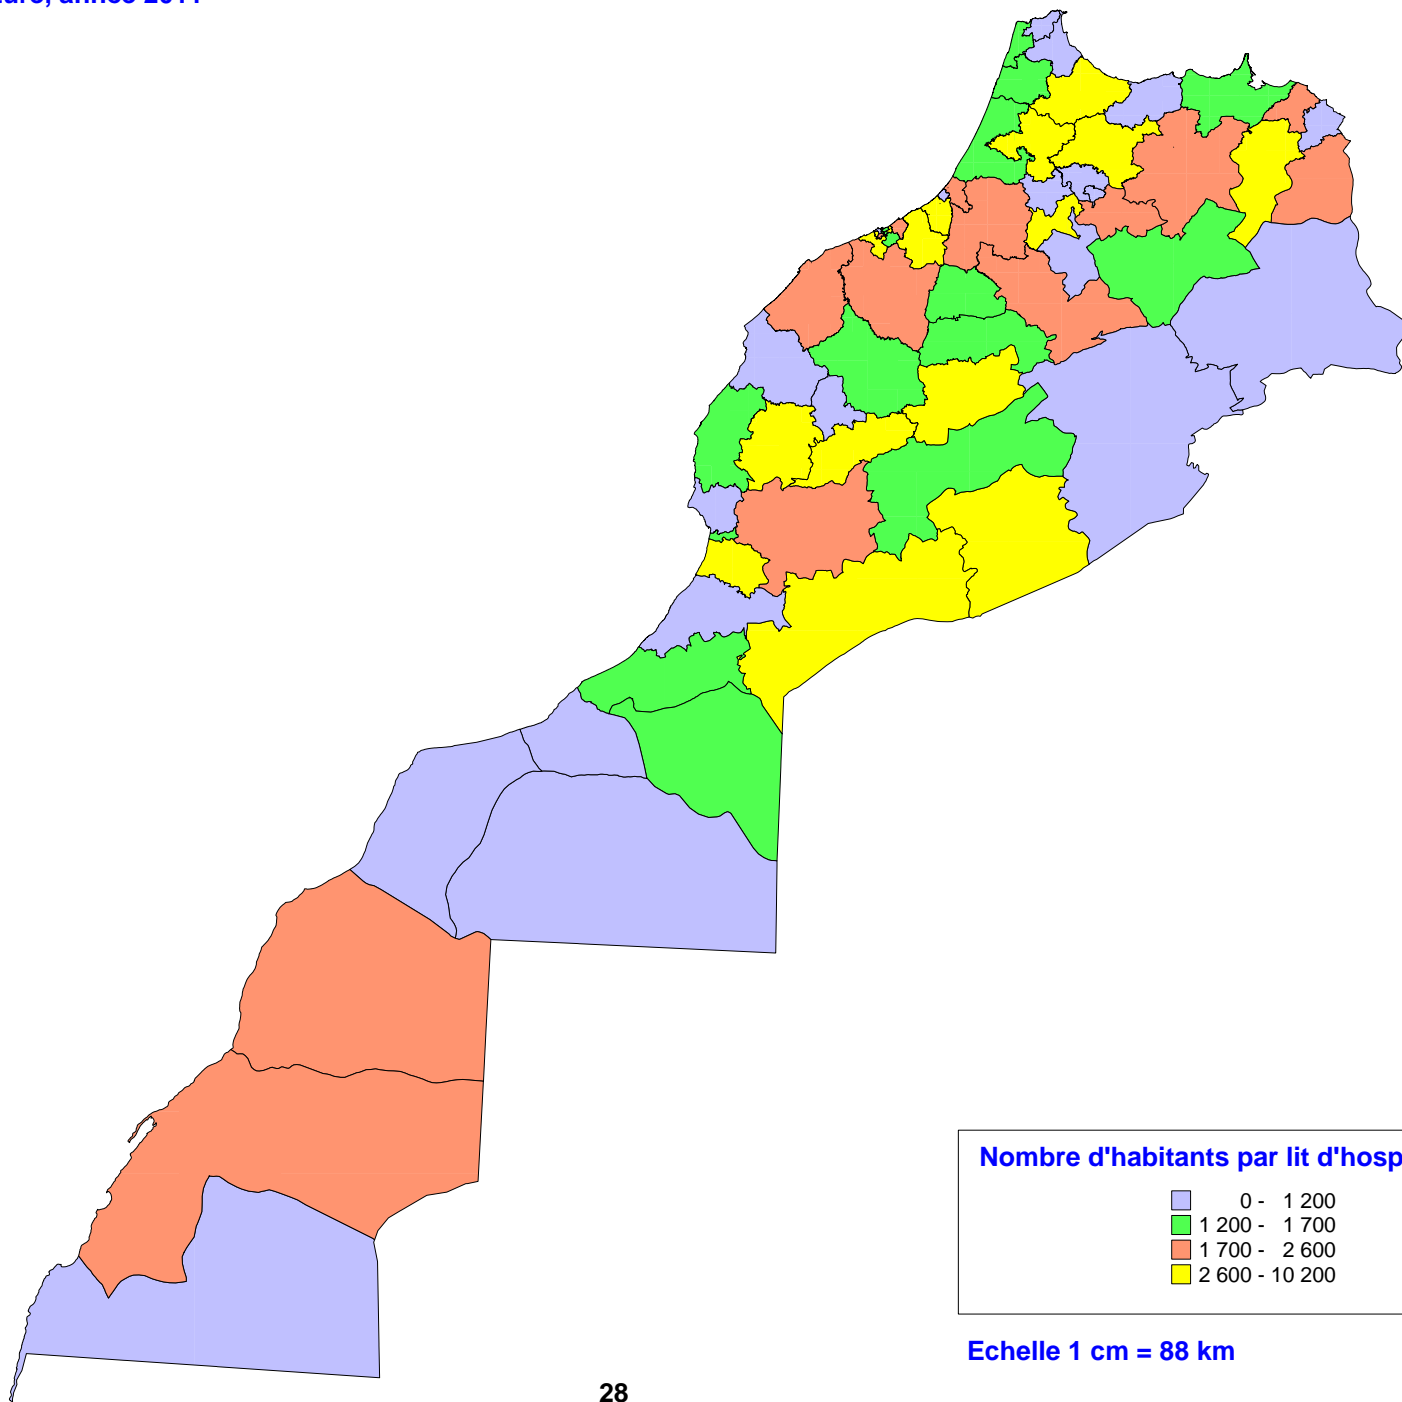 Nombre d'habitants par lit d'hosp
0 - 1 200
1 200 - 1 700
1 700 - 2 600
2 600 - 10 200
Echelle 1 cm = 88 km
28